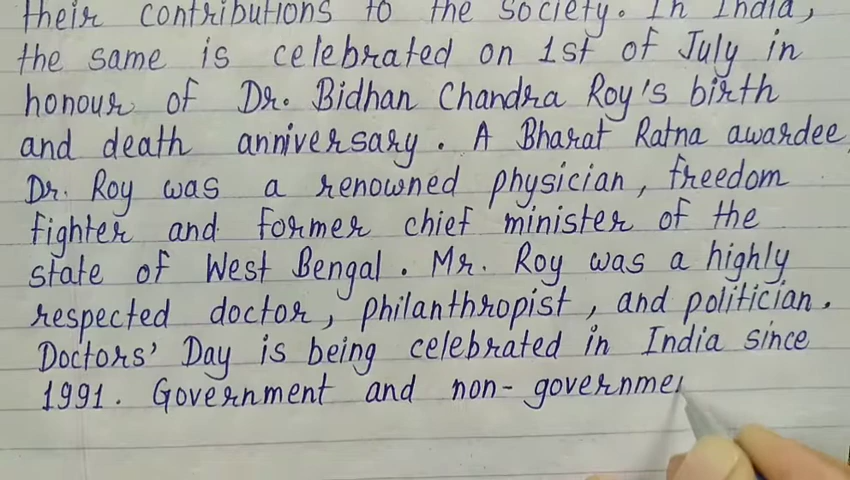 their contributions to the society. In India,
the same is celebrated on 1st of July in
honour of Dr. Bidhan Chandra Roy's birth
and death anniversary. A Bharat Ratna awardee,
Dr. Roy was a renowned physician, freedom
fighter and former chief minister of the
state of West Bengal. Mr. Roy was a highly
respected doctor, philanthropist, and politician.
Doctors' Day is being celebrated in India since
1991. Government and non-governme